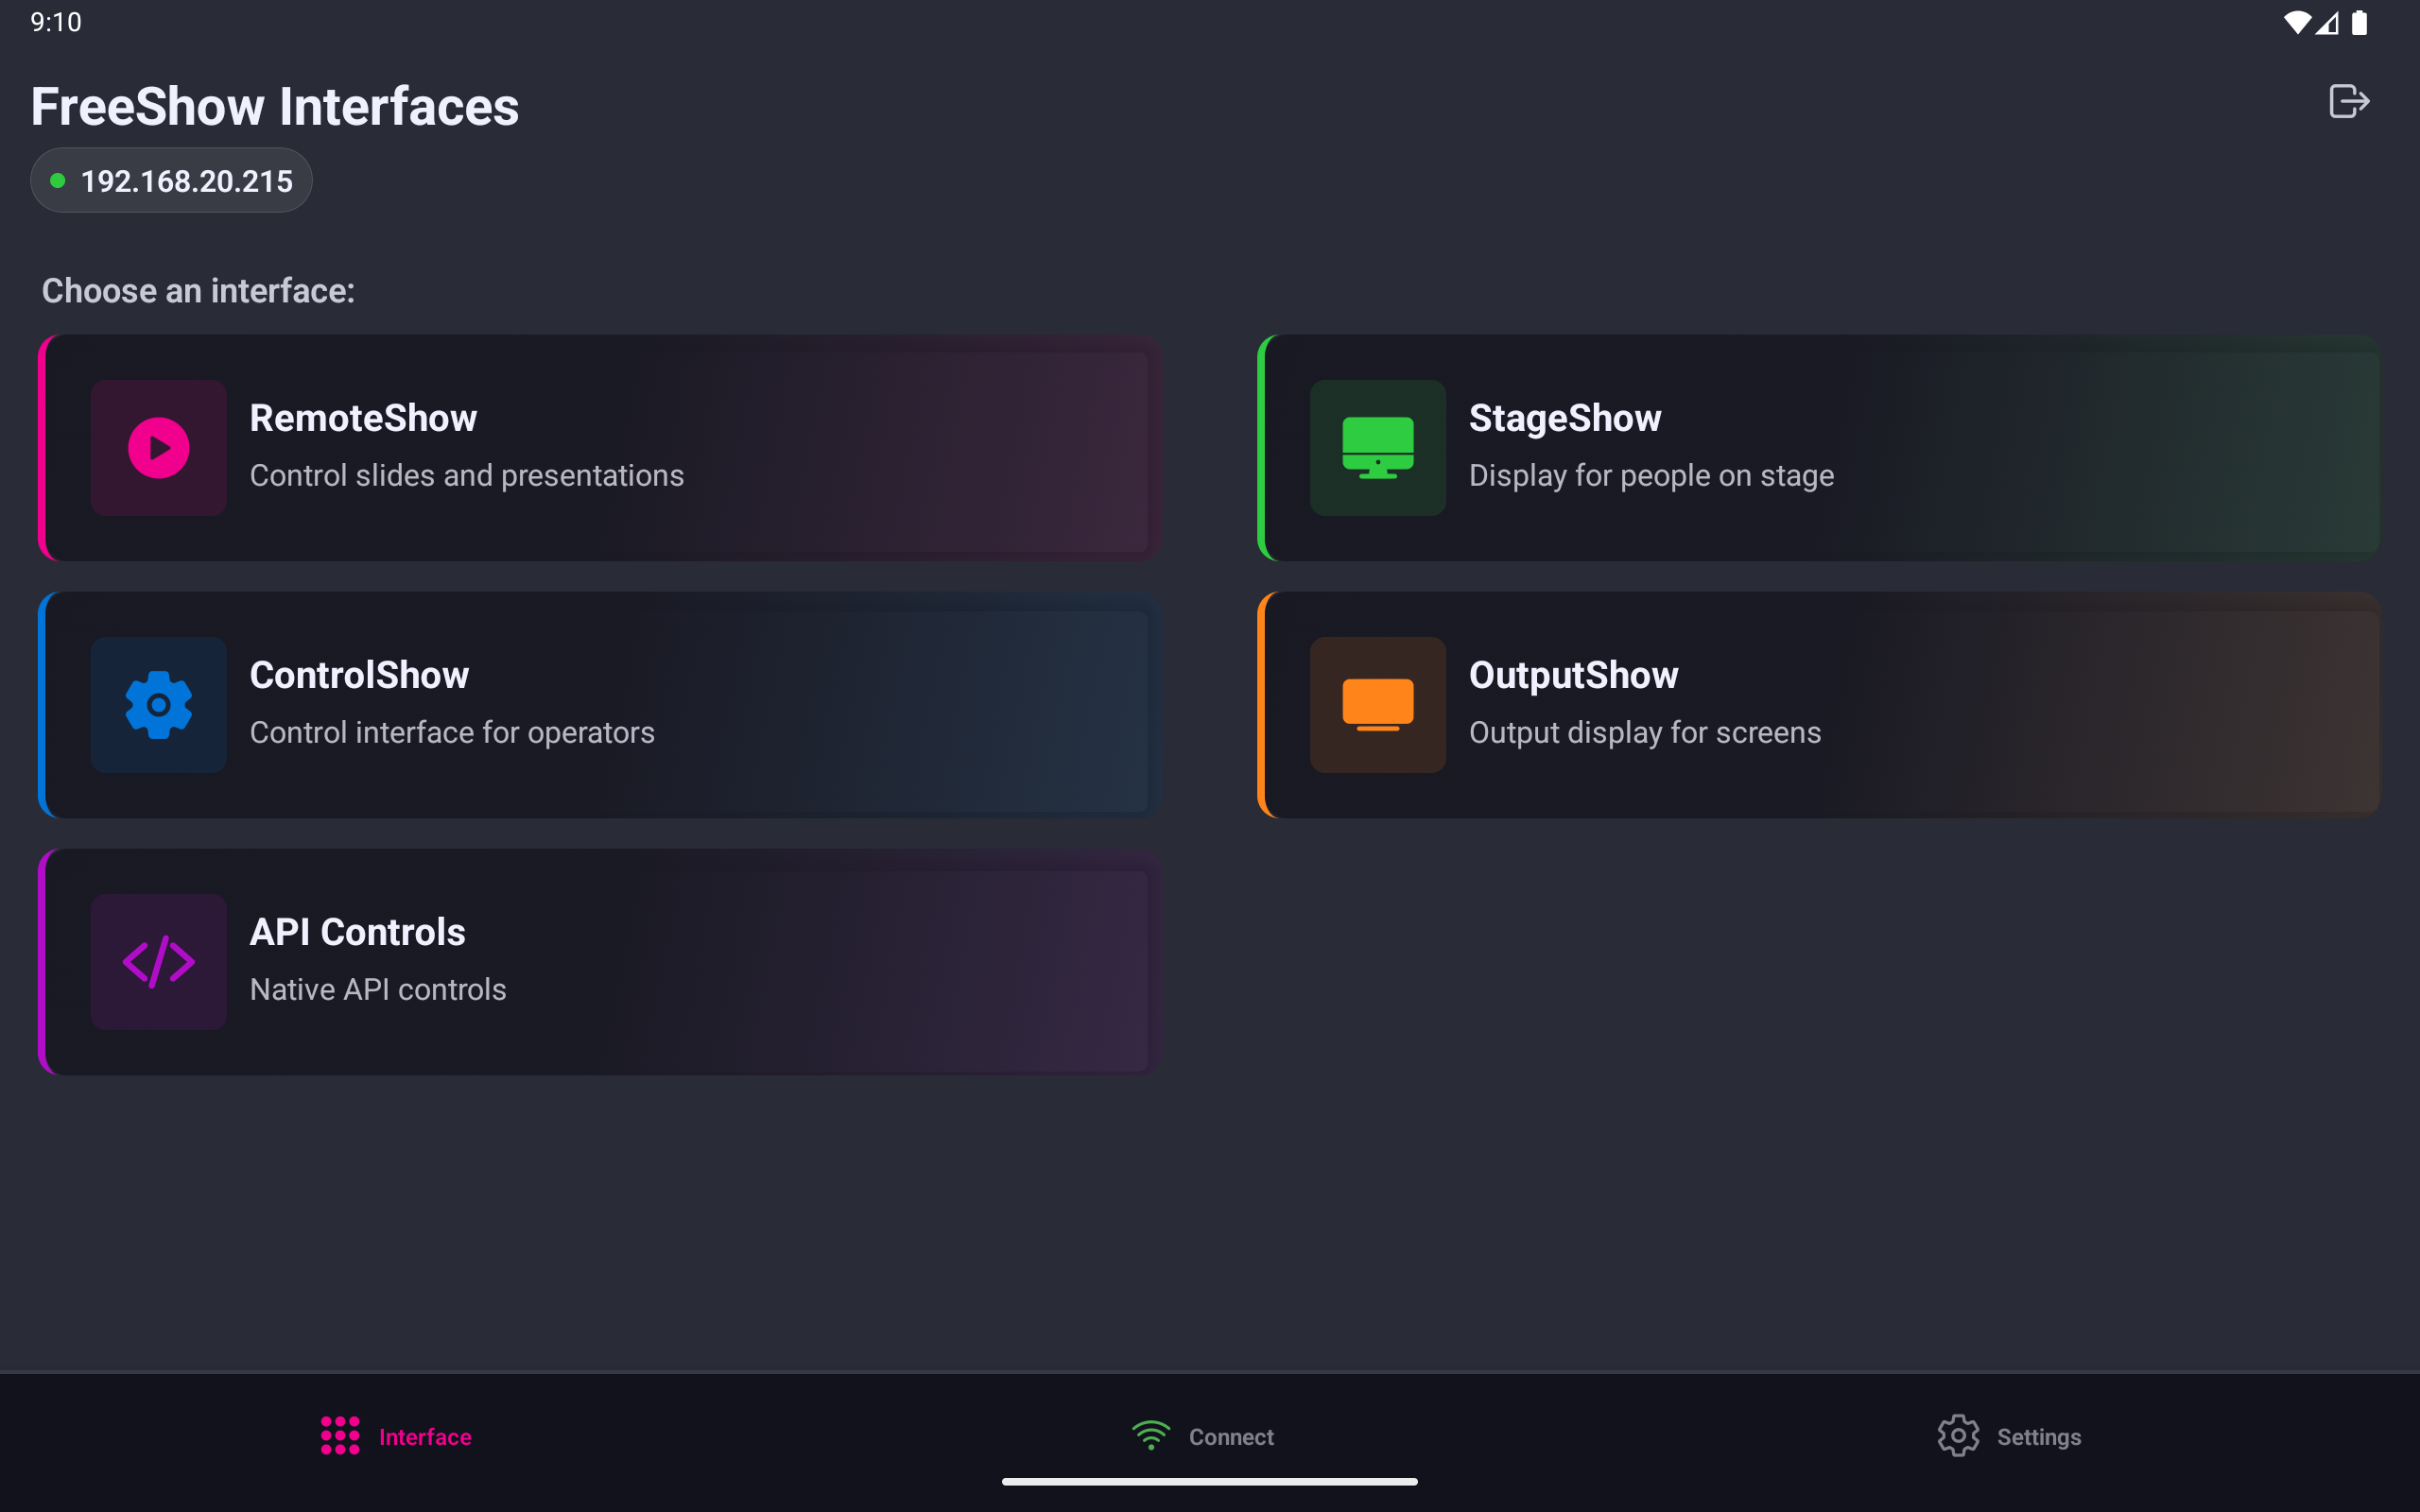 9:10
FreeShow Interfaces
192.168.20.215
Choose an interface:
RemoteShow
Control slides and presentations
StageShow
Display for people on stage
ControlShow
Control interface for operators
OutputShow
Output display for screens
API Controls
Native API controls
Interface
Connect
Settings